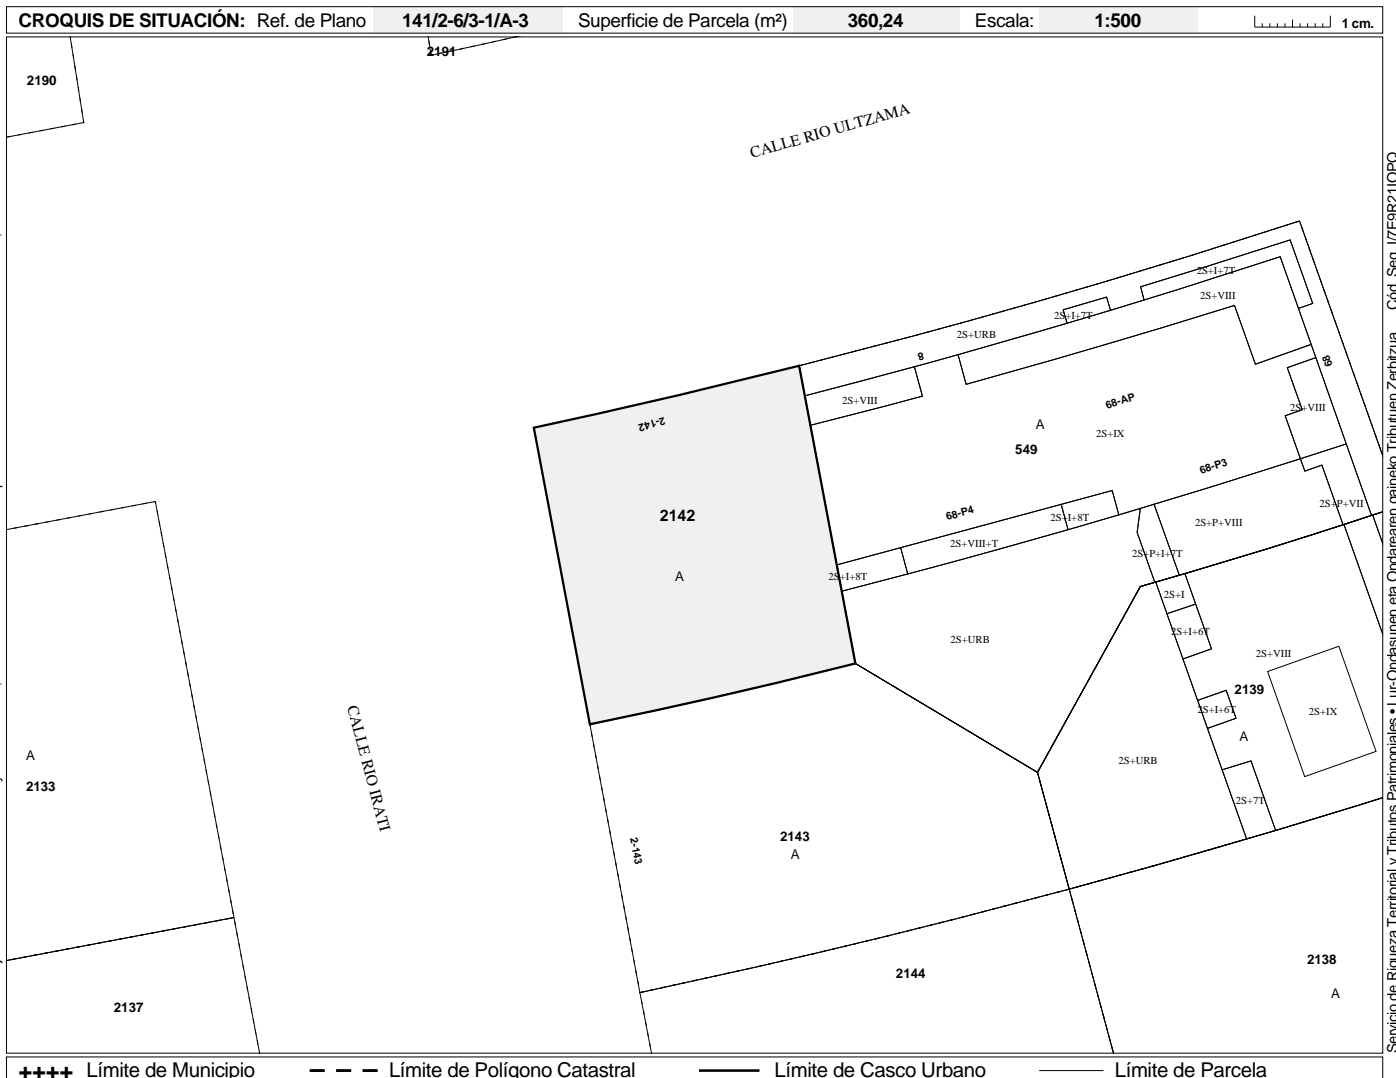 CROQUIS DE SITUACIÓN: Ref. de Plano 141/2-6/3-1/A-3 Superficie de Parcela (m²) 360,24 Escala: 1:500 1 cm.
2191
2190
CALLE RIO ULTZAMA
2S+I+7T
2S+VIII
2S+I+7T
2S+URB
8
68
2S+VIII
68-AP
2S+VIII
2-142
A
2S+IX
549
68-P3
2142
68-P4
2S+I+8T
2S+P+VII
2S+P+VIII
2S+VIII+T
2S+P+I+7T
A
2S+I+8T
2S+I
2S+I+6T
2S+URB
2S+VIII
2139
2S+I+6T
2S+IX
A
CALLE RIO IRATI
A
2133
2S+URB
2S+7T
2143
2-143
A
2144
2138
A
2137
Servicio de Riqueza Territorial y Tributos Patrimoniales • Lur-Ondasunen eta Ondarearen gaineko Tributuen Zerbitzua
++++ Límite de Municipio – – – Límite de Polígono Catastral —— Límite de Casco Urbano —— Límite de Parcela